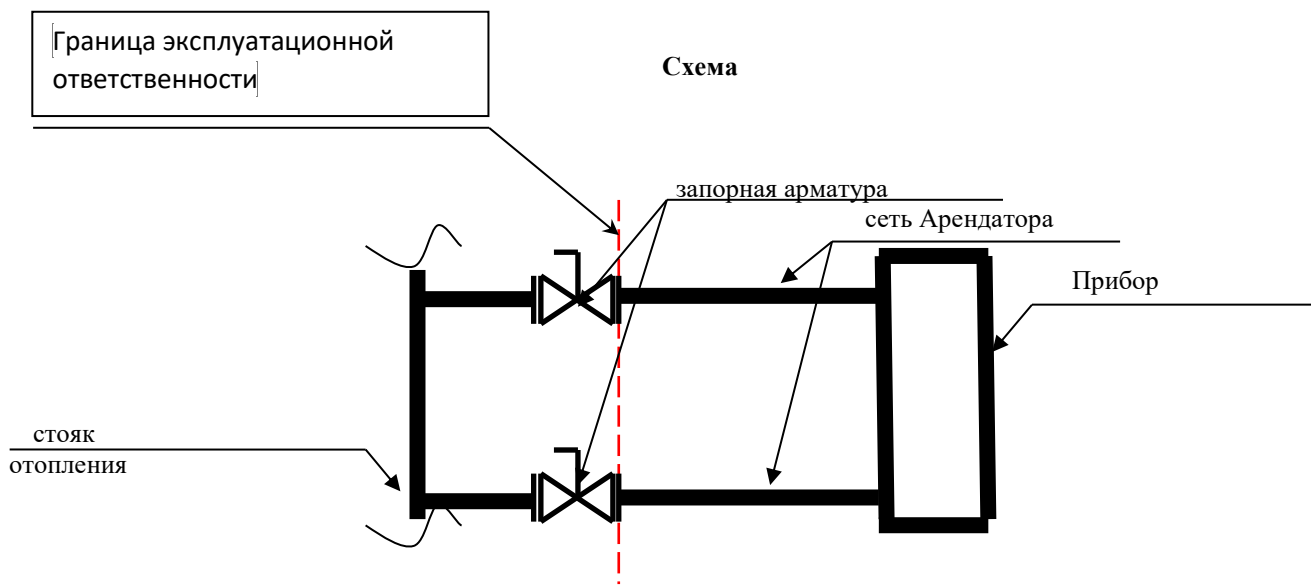 Граница эксплуатационной
ответственности
Схема
запорная арматура
сеть Арендатора
Прибор
стояк
отопления